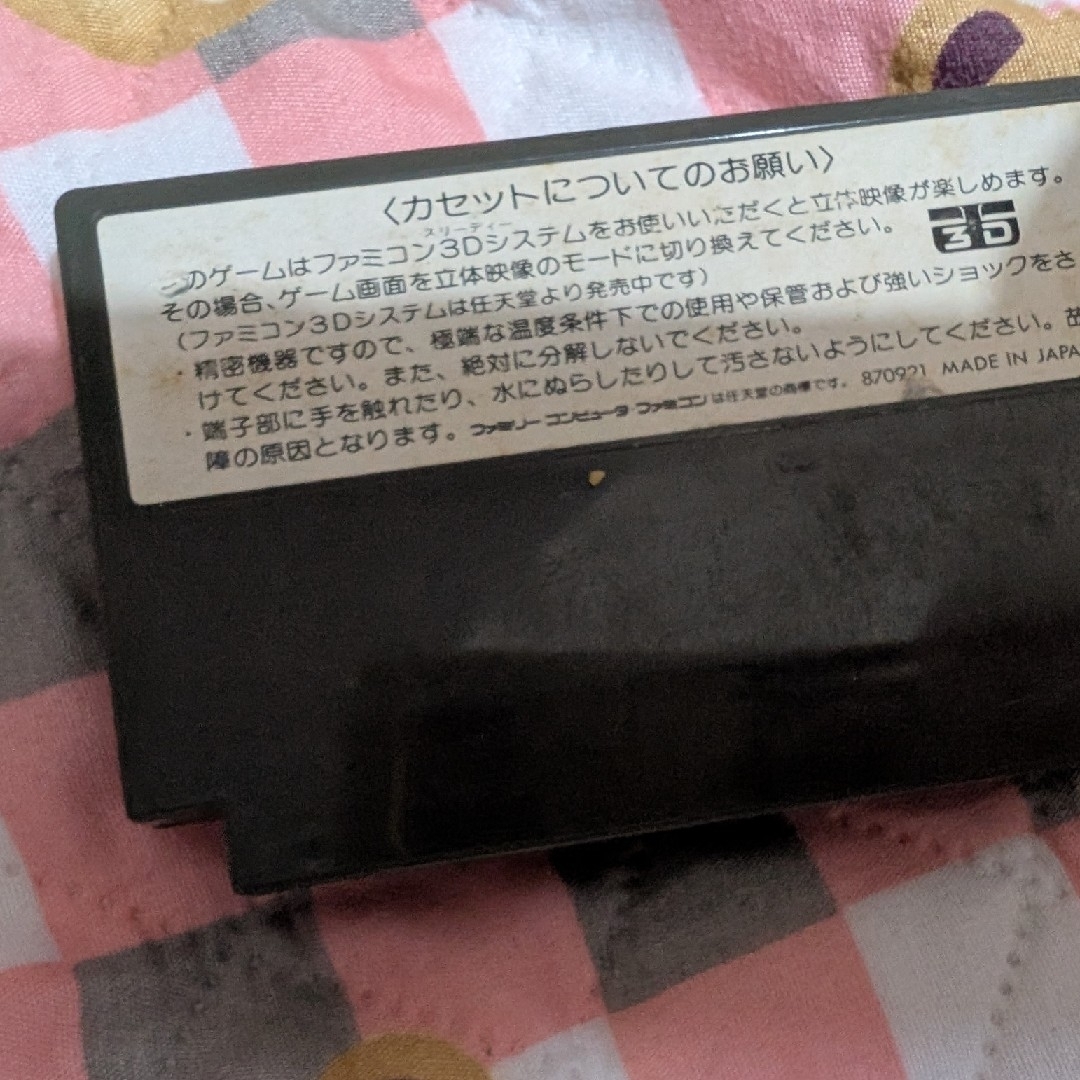 〈カセットについてのお願い〉
このゲームはファミコン3Dシステムをお使いいただくと立体映像が楽しめます。
スリーディー
その場合、ゲーム画面を立体映像のモードに切り換えてください。
3D
(ファミコン3Dシステムは任天堂より発売中です)
・精密機器ですので、極端な温度条件下での使用や保管および強いショックをさ
けてください。また、絶対に分解しないでください。
・端子部に手を触れたり、水にぬらしたりして汚さないようにしてください。故
障の原因となります。ファミリーコンピュータ・ファミコンは任天堂の商標です。 870921 MADE IN JAPA